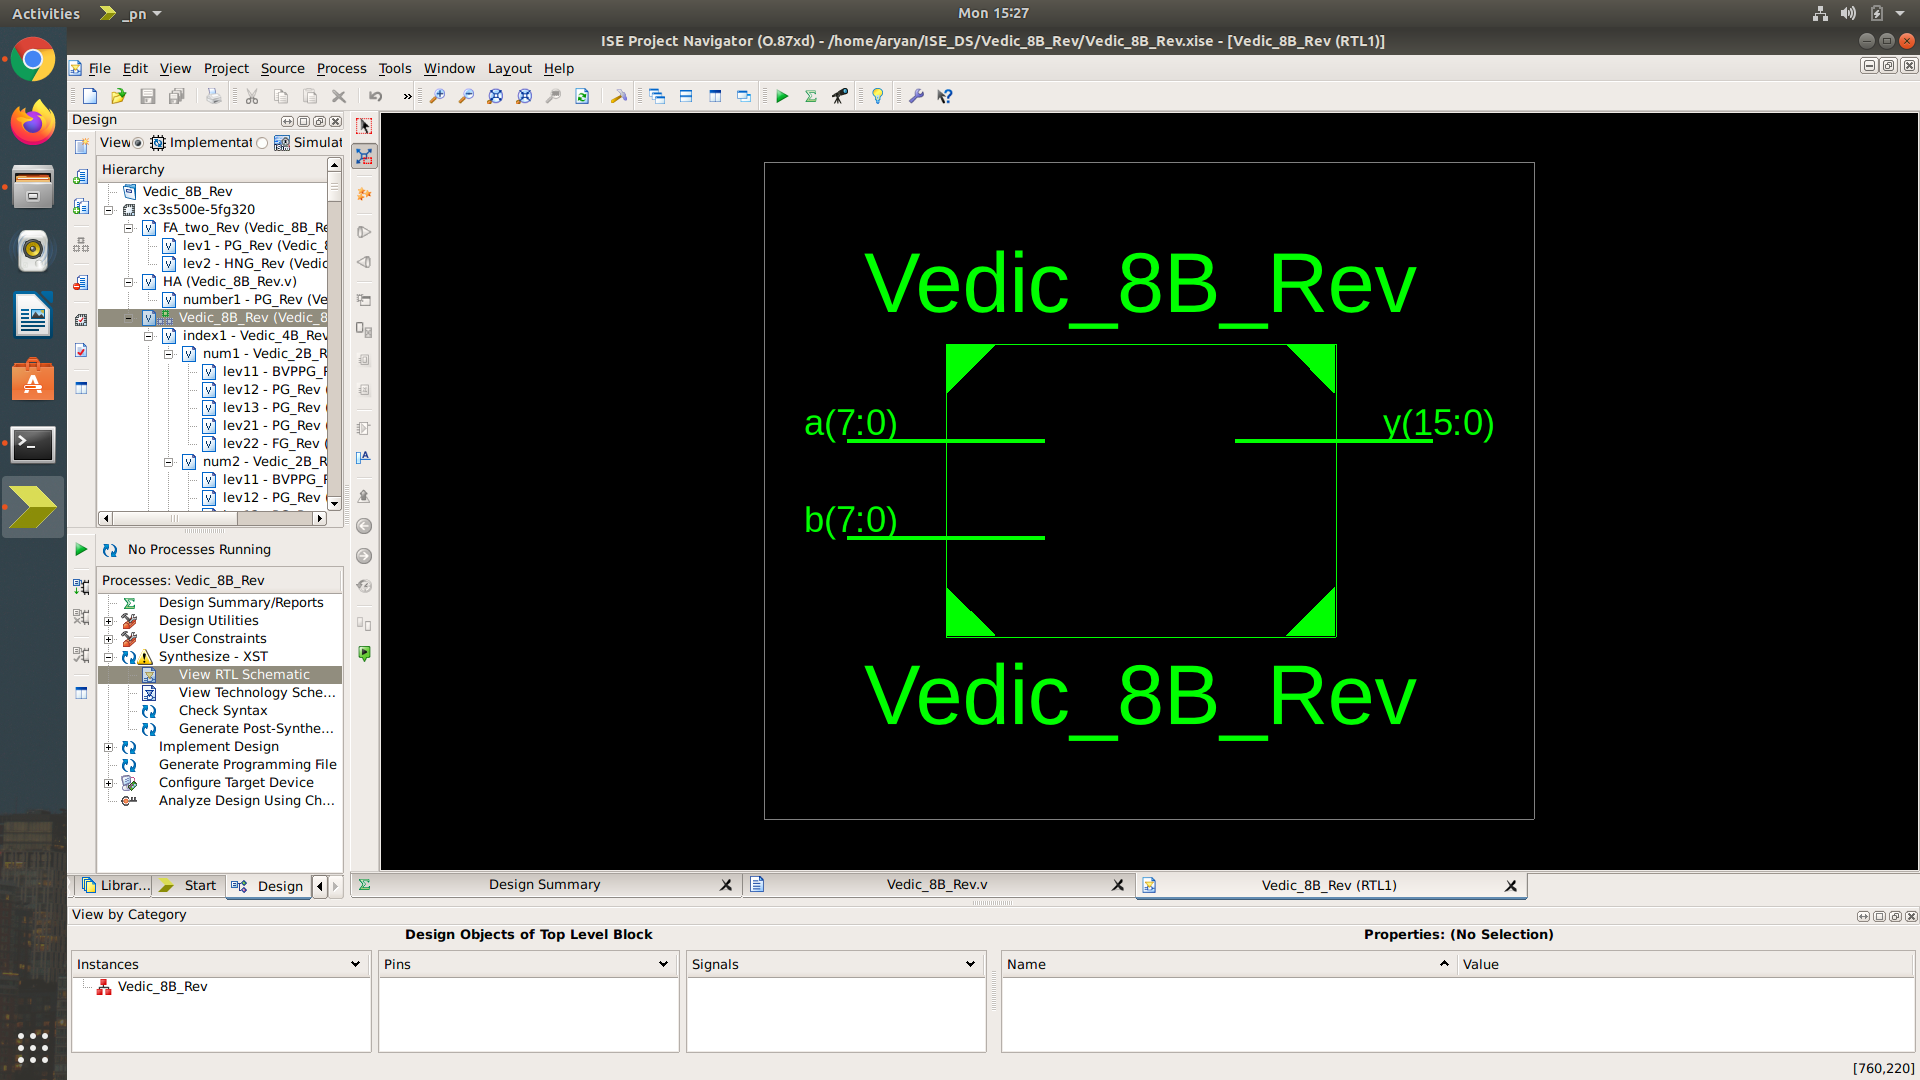 Activities _pn Mon 15:27
ISE Project Navigator (O.87xd) - /home/aryan/ISE_DS/Vedic_8B_Rev/Vedic_8B_Rev.xise - [Vedic_8B_Rev (RTL1)]
File Edit View Project Source Process Tools Window Layout Help
Design
View Implementat Simulat
Hierarchy
Vedic_8B_Rev
xc3s500e-5fg320
FA_two_Rev (Vedic_8B_Re
lev1 - PG_Rev (Vedic_8
lev2 - HNG_Rev (Vedic
HA (Vedic_8B_Rev.v)
number1 - PG_Rev (Ve
Vedic_8B_Rev (Vedic_8
index1 - Vedic_4B_Rev
num1 - Vedic_2B_R
lev11 - BVPPG_F
lev12 - PG_Rev (
lev13 - PG_Rev (
lev21 - PG_Rev (
lev22 - FG_Rev (
num2 - Vedic_2B_R
lev11 - BVPPG_F
lev12 - PG_Rev (
No Processes Running
Processes: Vedic_8B_Rev
Design Summary/Reports
Design Utilities
User Constraints
Synthesize - XST
View RTL Schematic
View Technology Sche...
Check Syntax
Generate Post-Synthe...
Implement Design
Generate Programming File
Configure Target Device
Analyze Design Using Ch...
Librar... Start Design
Vedic_8B_Rev
a(7:0) y(15:0)
b(7:0)
Vedic_8B_Rev
Design Summary Vedic_8B_Rev.v Vedic_8B_Rev (RTL1)
View by Category
Design Objects of Top Level Block Properties: (No Selection)
Instances Pins Signals Name Value
Vedic_8B_Rev
[760,220]